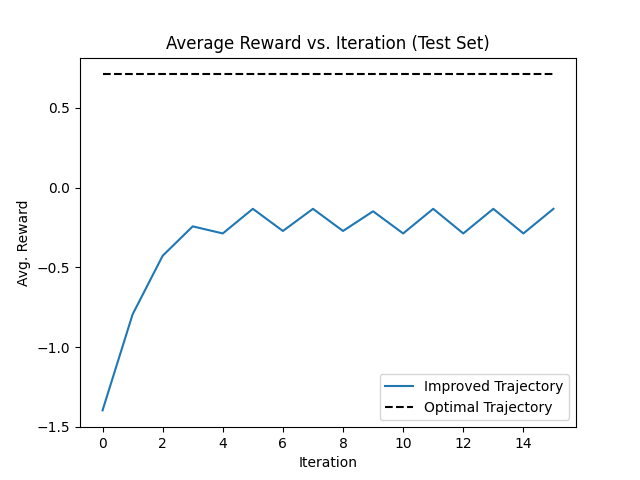 Average Reward vs. Iteration (Test Set)
Avg. Reward
0.5
0.0
−0.5
−1.0
−1.5
0 2 4 6 8 10 12 14
Iteration
Improved Trajectory
Optimal Trajectory